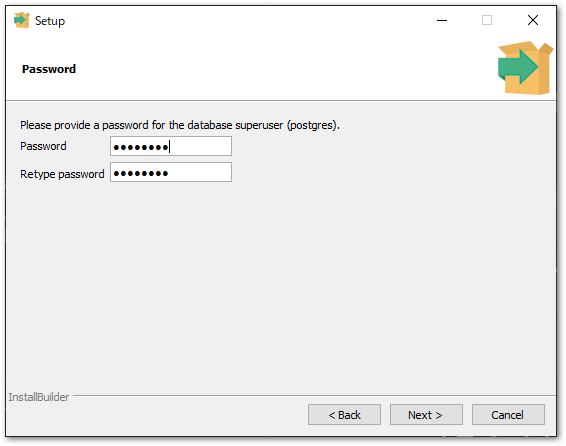 Setup
Password
Please provide a password for the database superuser (postgres).
Password ●●●●●●●●
Retype password ●●●●●●●●
InstallBuilder
< Back Next > Cancel